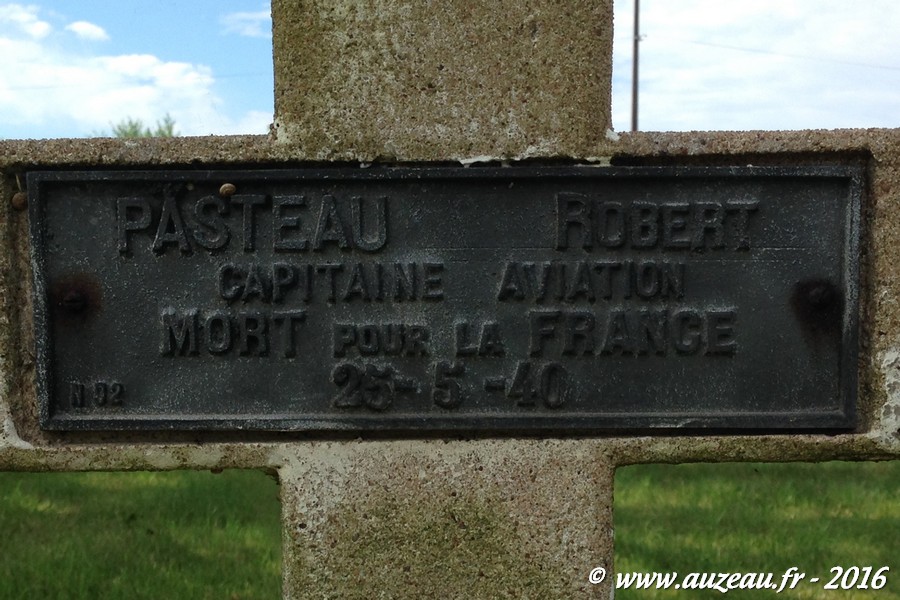 PASTEAU ROBERT
CAPITAINE AVIATION
MORT POUR LA FRANCE
25-5-40
N.92
© www.auzeau.fr - 2016